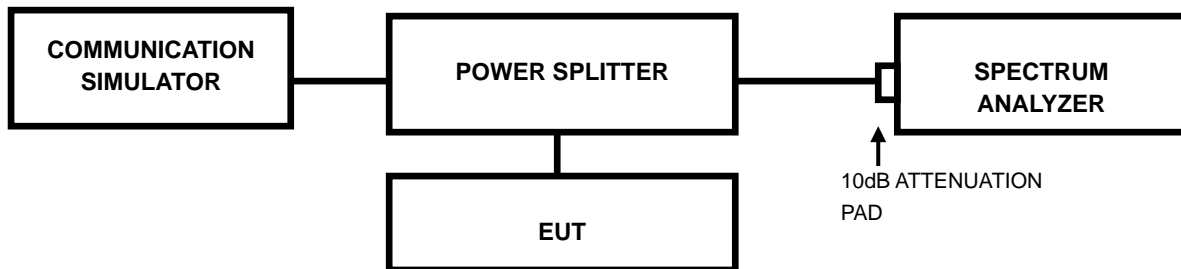 COMMUNICATION
SIMULATOR
POWER SPLITTER
SPECTRUM
ANALYZER
10dB ATTENUATION
PAD
EUT